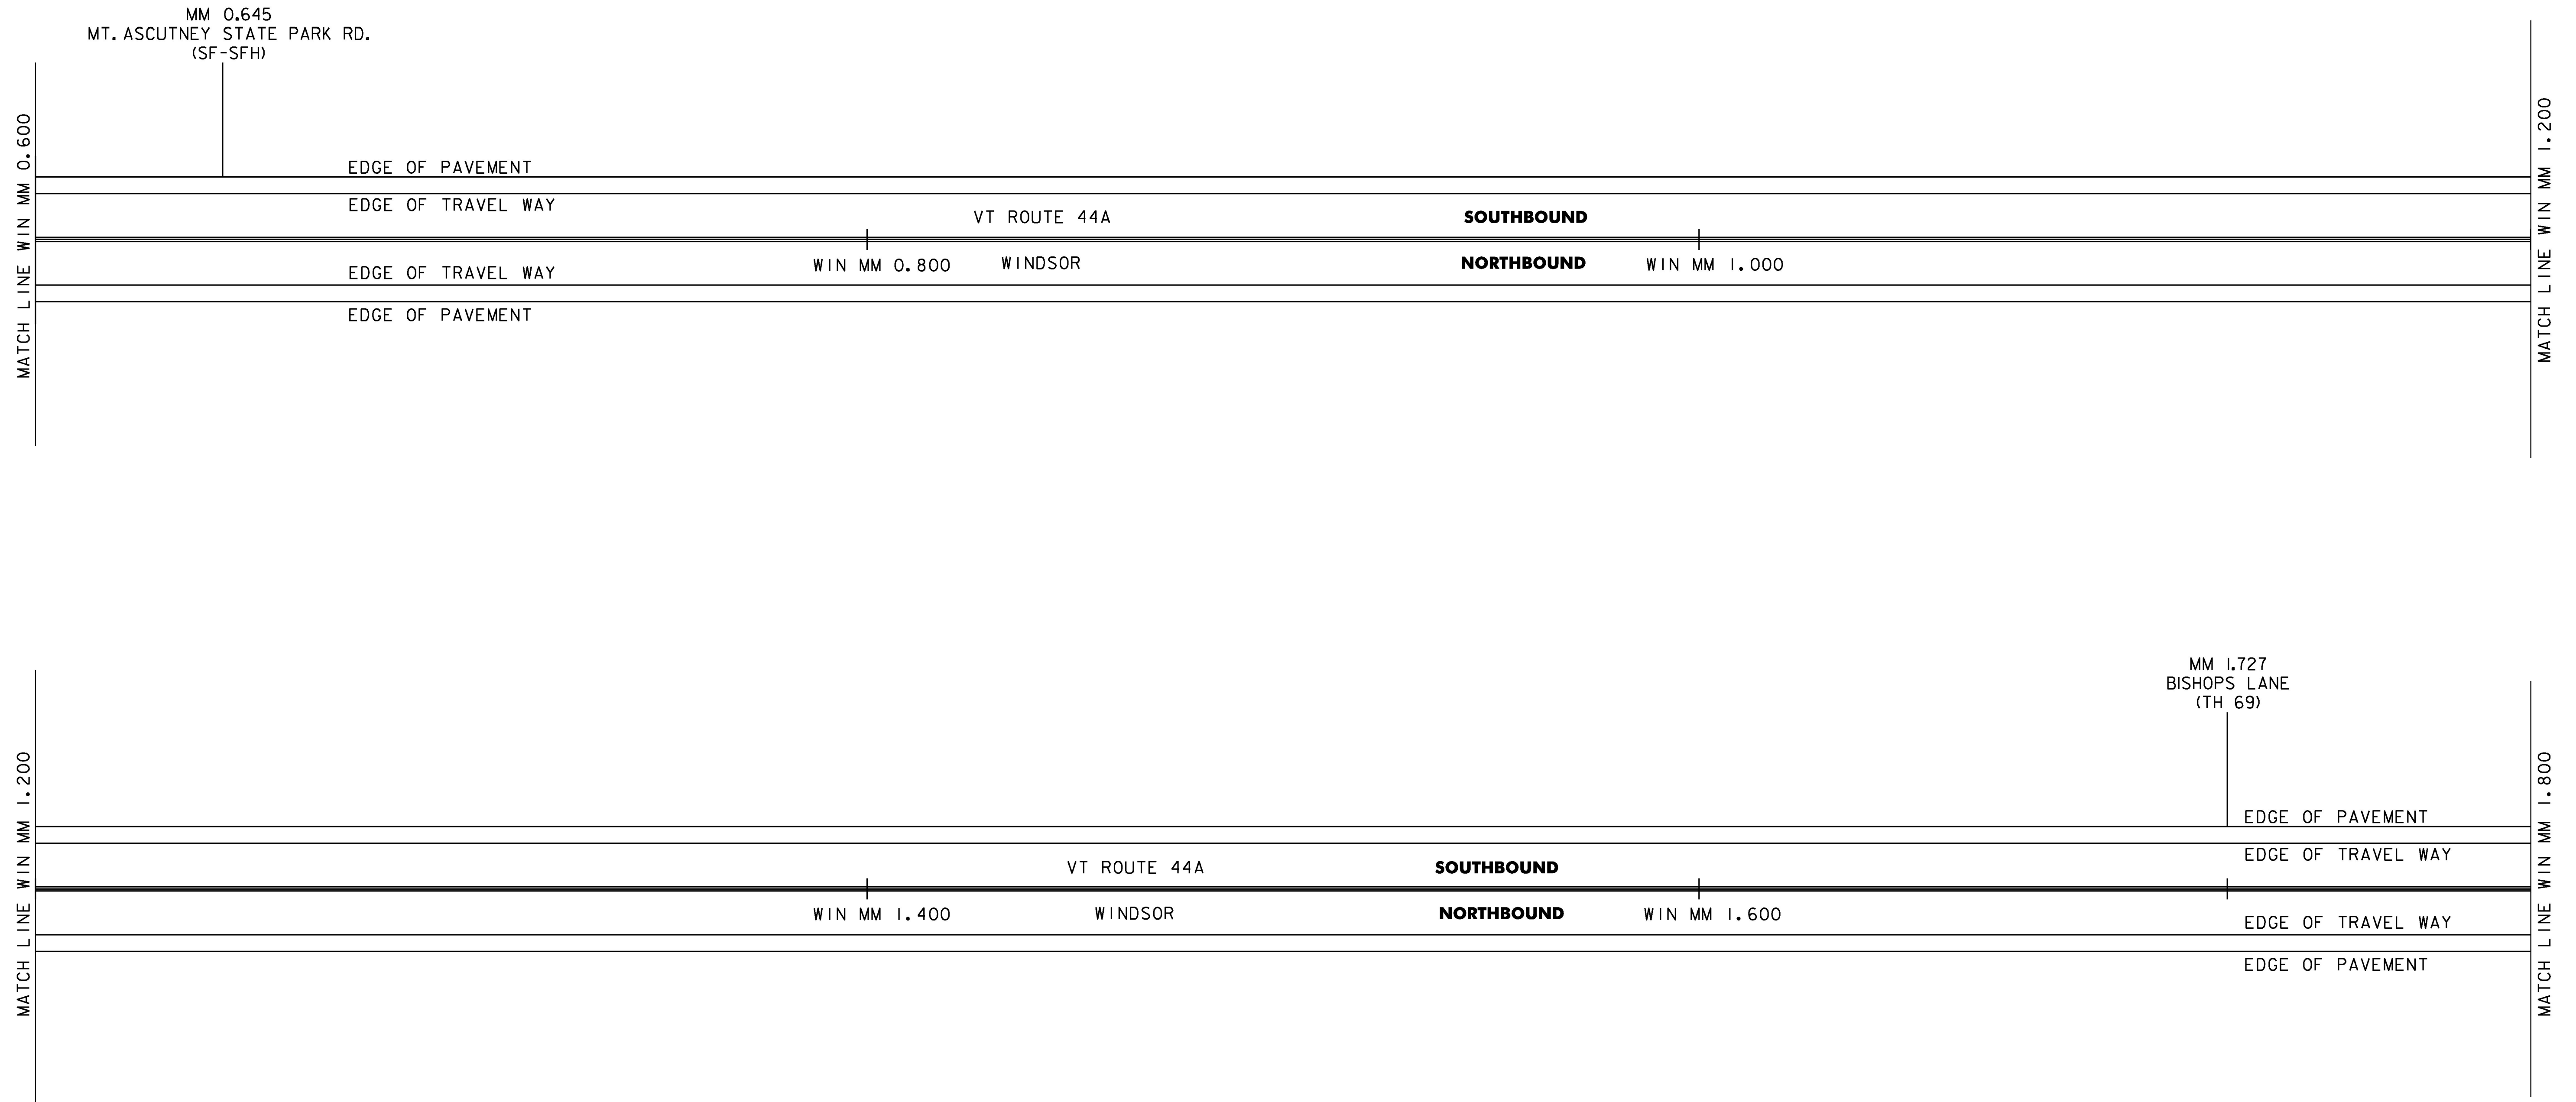 MM 0.645
MT. ASCUTNEY STATE PARK RD.
(SF-SFH)
MATCH LINE WIN MM 0.600
MATCH LINE WIN MM 1.200
EDGE OF PAVEMENT
EDGE OF TRAVEL WAY
VT ROUTE 44A
SOUTHBOUND
EDGE OF TRAVEL WAY
WIN MM 0.800
WINDSOR
NORTHBOUND
WIN MM 1.000
EDGE OF PAVEMENT
MM 1.727
BISHOPS LANE
(TH 69)
MATCH LINE WIN MM 1.200
MATCH LINE WIN MM 1.800
EDGE OF PAVEMENT
EDGE OF TRAVEL WAY
VT ROUTE 44A
SOUTHBOUND
WIN MM 1.400
WINDSOR
NORTHBOUND
WIN MM 1.600
EDGE OF TRAVEL WAY
EDGE OF PAVEMENT